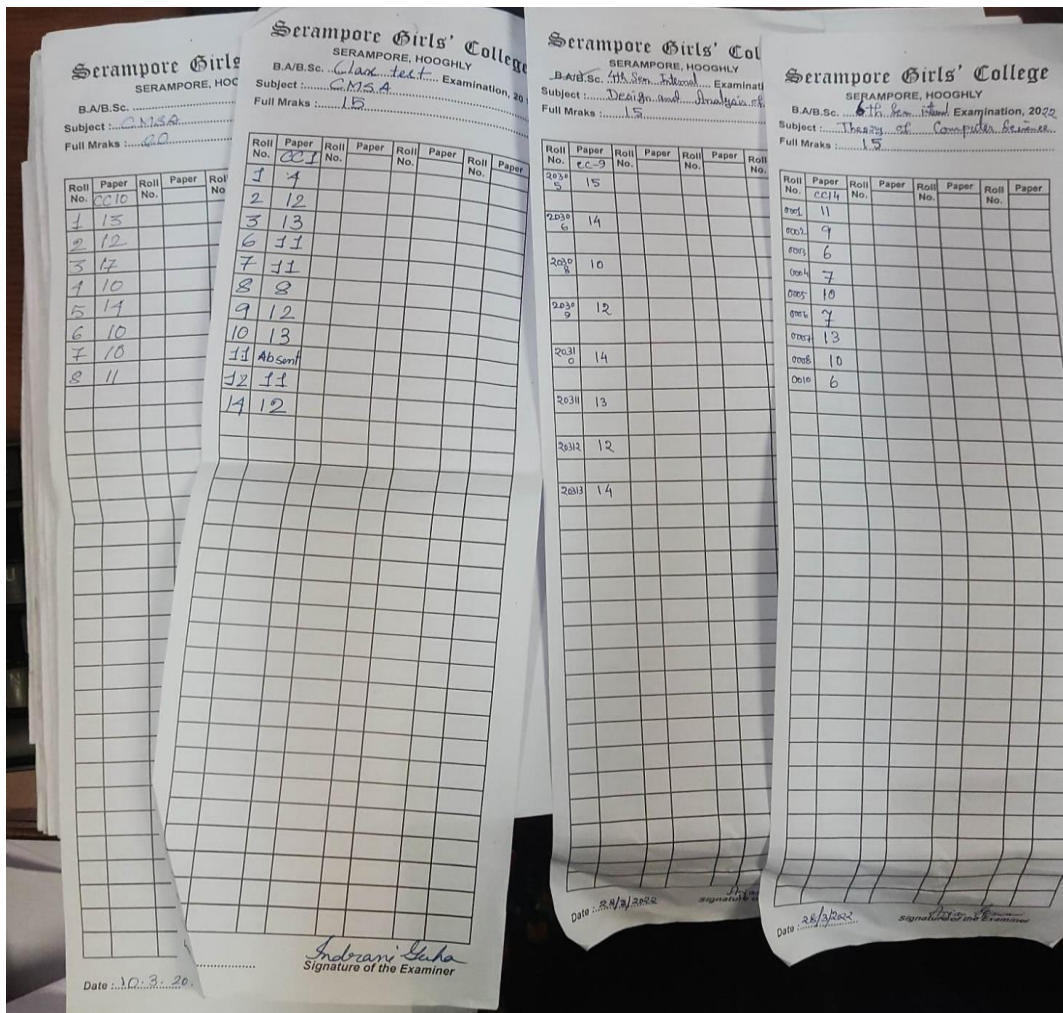 Serampore Girls
SERAMPORE, HOO
B.A/B.Sc.
Subject : CMSA
Full Mraks :
Roll No. Paper Roll No. Paper Rol No
CC10
1 13
2 12
3 17
4 10
5 14
6 10
7 10
8 11
Date : 10.3.20
Serampore Girls' College
SERAMPORE, HOOGHLY
B.A/B.Sc. Class test Examination, 20
Subject : CMSA
Full Mraks : 15
Roll No. Paper Roll No. Paper Roll No. Paper Roll No. Paper
CC1
1
2 12
3 13
6 11
7 11
8 8
9 12
10 13
11 Absent
12 11
14 12
Indrani Guha
Signature of the Examiner
Serampore Girls' Col
SERAMPORE, HOOGHLY
B.A/B.Sc. 4th Sem Internal Examinati
Subject : Design and Analysis of
Full Mraks : 15
Roll No. Paper Roll No. Paper Roll No. Paper Roll No.
CC-9
20305 15
20306 14
20308 10
20309 12
20310 14
20311 13
20312 12
20313 14
Date : 28/3/2022
Signature
Serampore Girls' College
SERAMPORE, HOOGHLY
B.A/B.Sc. 6th Sem Examination, 2022
Subject : Theory of Computer Science
Full Mraks : 15
Roll No. Paper Roll No. Paper Roll No. Paper Roll No. Paper
CC14
0001 11
0002 9
0003 6
0004 7
0005 10
0006 7
0007 13
0008 10
0010 6
Date : 28/3/2022
Signature of the Examiner